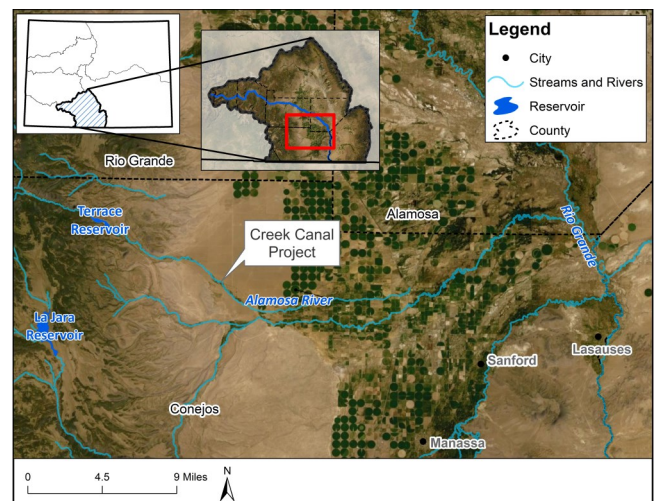 Legend
City
Streams and Rivers
Reservoir
County
Rio Grande
Terrace
Reservoir
Alamosa
Rio Grande
Creek Canal
Project
Alamosa River
La Jara
Reservoir
Lasauses
Sanford
Conejos
Manassa
0 4.5 9 Miles
N